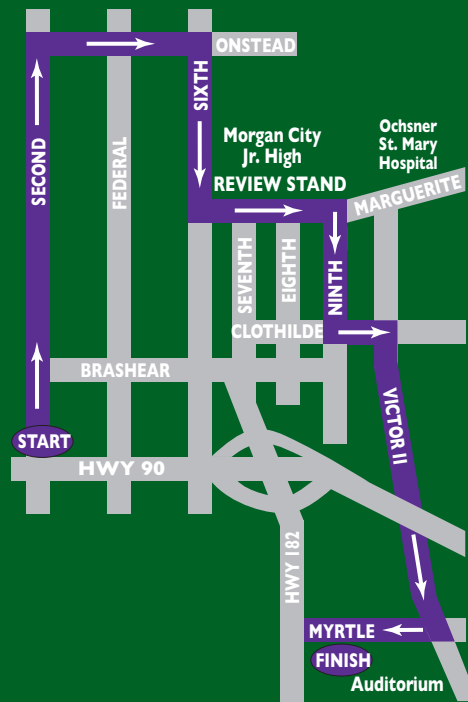 ONSTEAD
SIXTH
SECOND
FEDERAL
Morgan City
Jr. High
REVIEW STAND
Ochsner
St. Mary
Hospital
MARGUERITE
SEVENTH
EIGHTH
NINTH
CLOTHILDE
BRASHEAR
VICTOR II
START
HWY 90
HWY 182
MYRTLE
FINISH
Auditorium